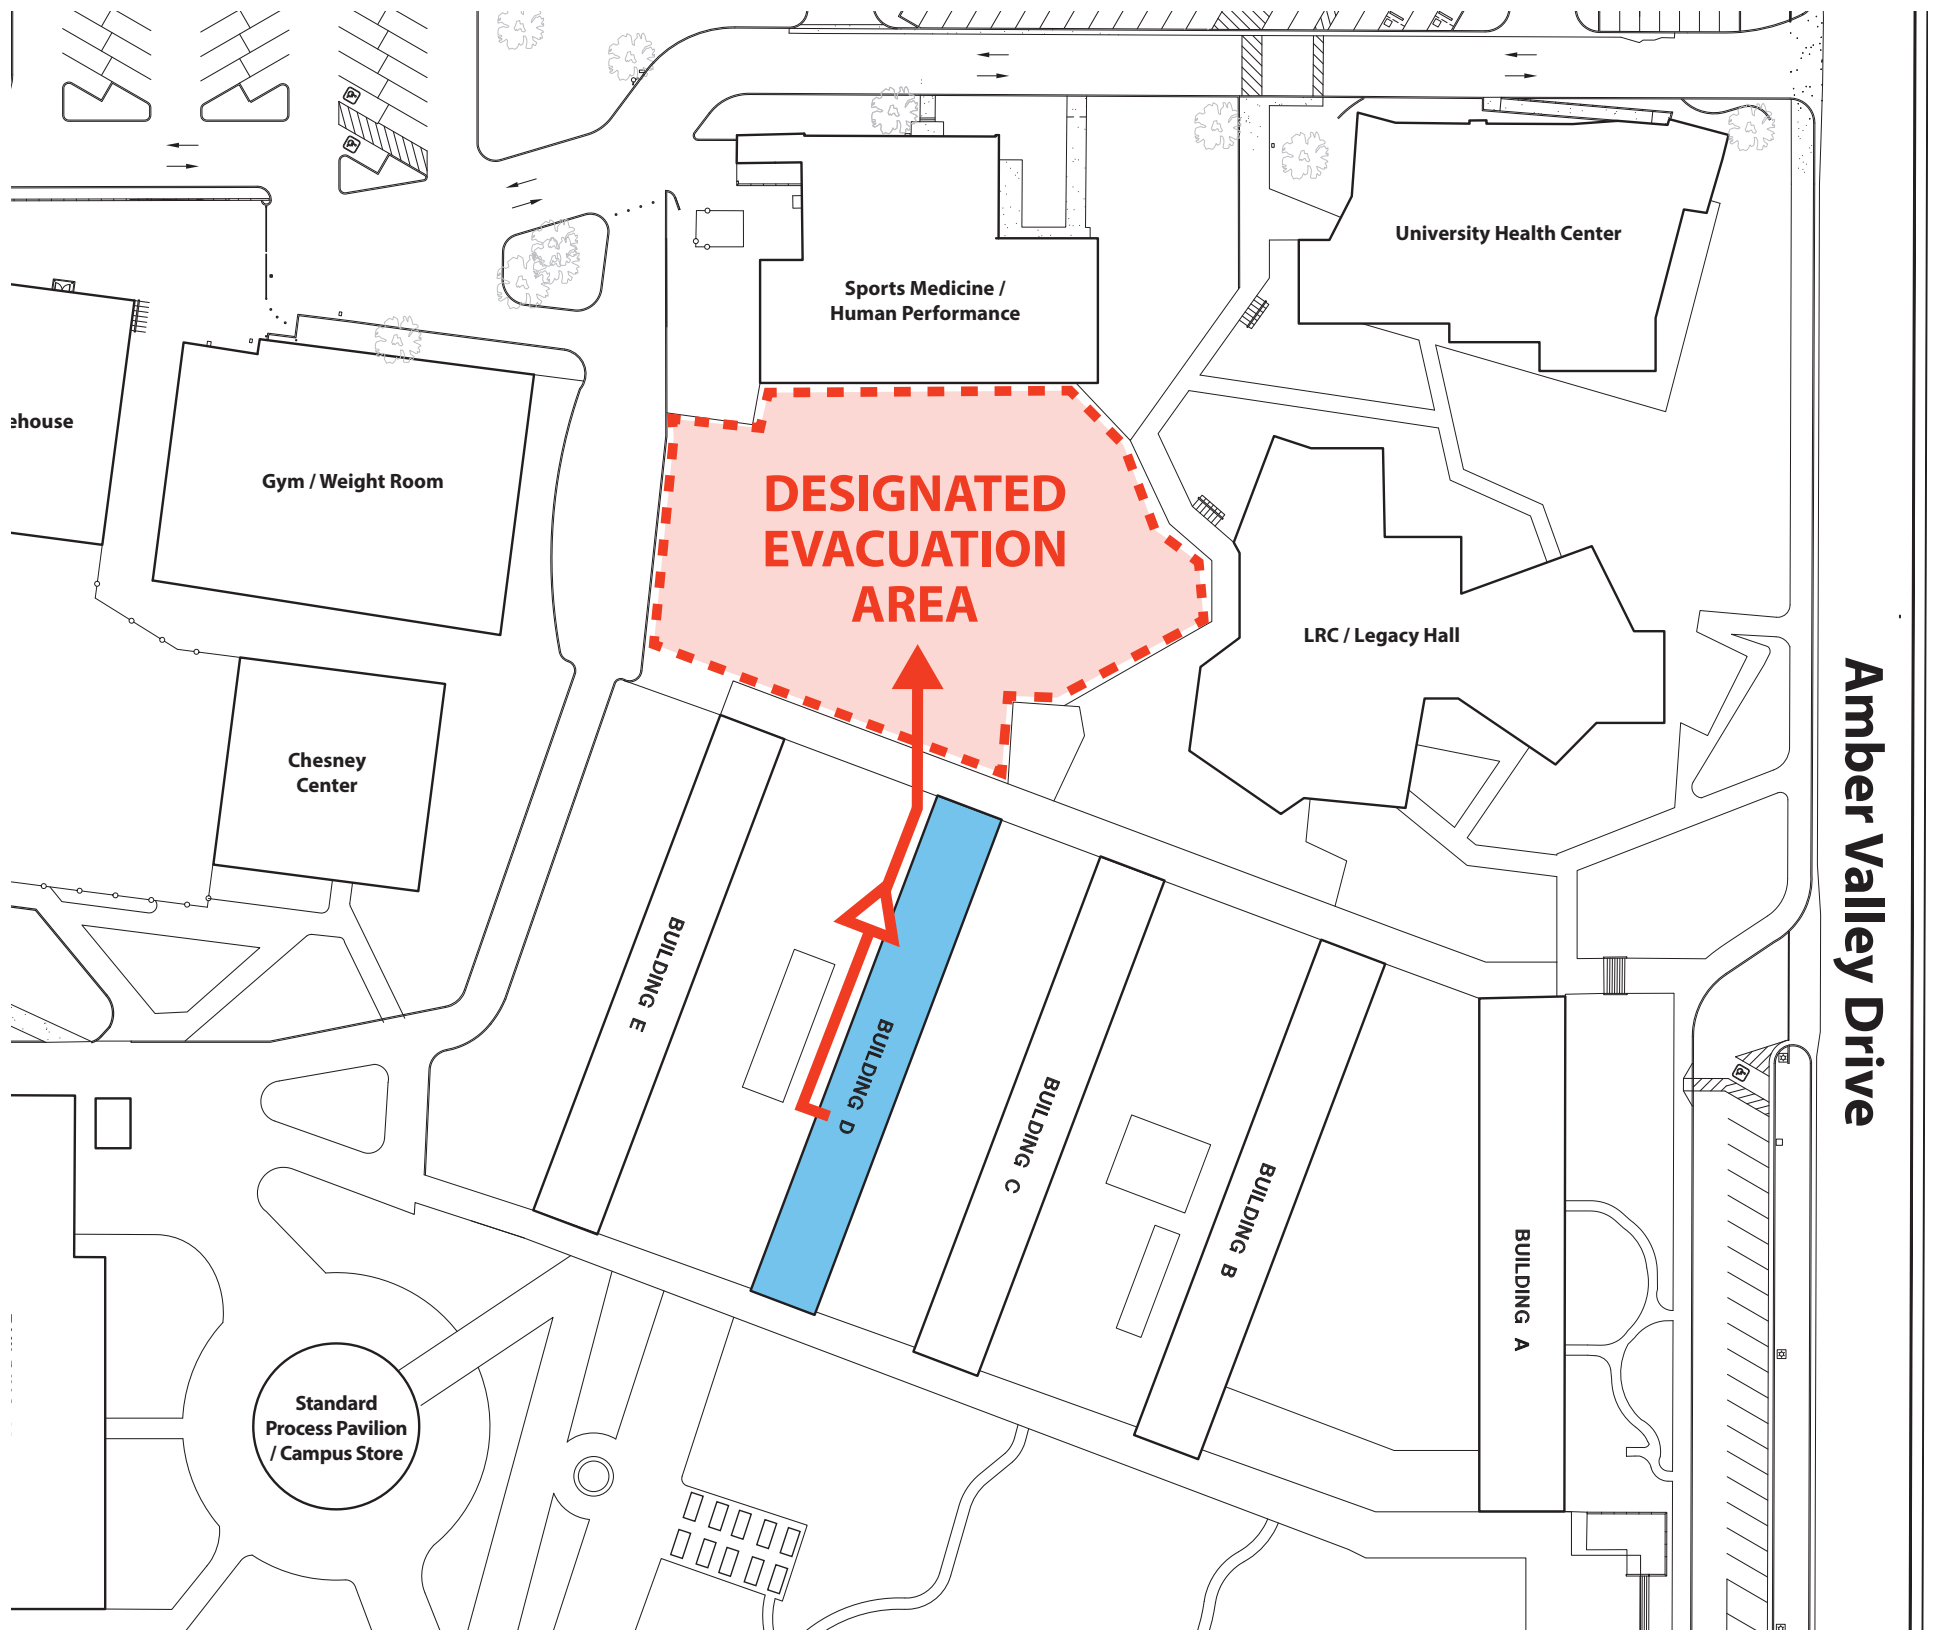 University Health Center
Sports Medicine /
Human Performance
ehouse
Gym / Weight Room
DESIGNATED
EVACUATION
AREA
LRC / Legacy Hall
Chesney
Center
Amber Valley Drive
BUILDING E
BUILDING D
BUILDING C
BUILDING B
BUILDING A
Standard
Process Pavilion
/ Campus Store